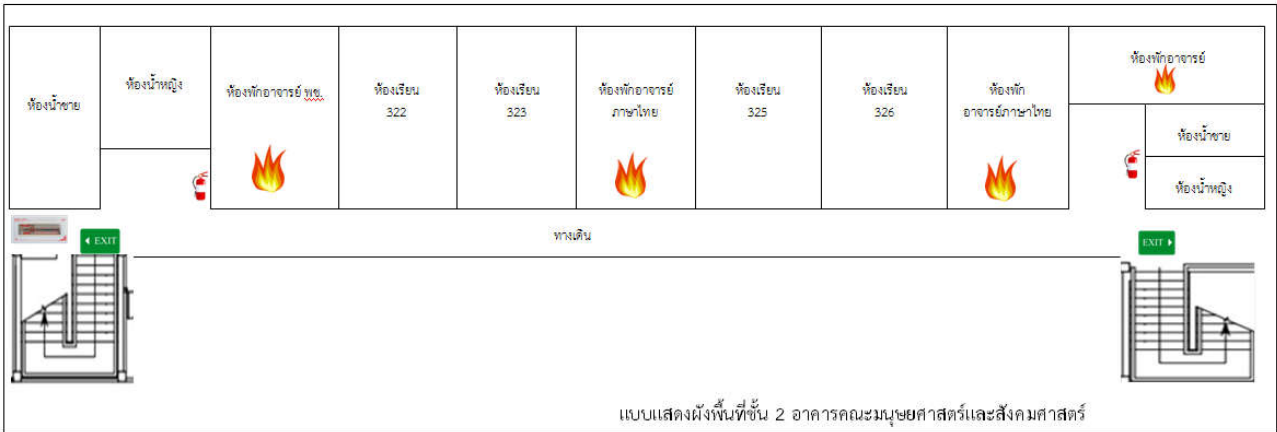 ห้องน้ำชาย
ห้องน้ำหญิง
ห้องพักอาจารย์ พช.
ห้องเรียน
322
ห้องเรียน
323
ห้องพักอาจารย์
ภาษาไทย
ห้องเรียน
325
ห้องเรียน
326
ห้องพัก
อาจารย์ภาษาไทย
ห้องพักอาจารย์
ห้องน้ำชาย
ห้องน้ำหญิง
EXIT
ทางเดิน
EXIT
แบบแสดงผังพื้นที่ชั้น 2 อาคารคณะมนุษยศาสตร์และสังคมศาสตร์